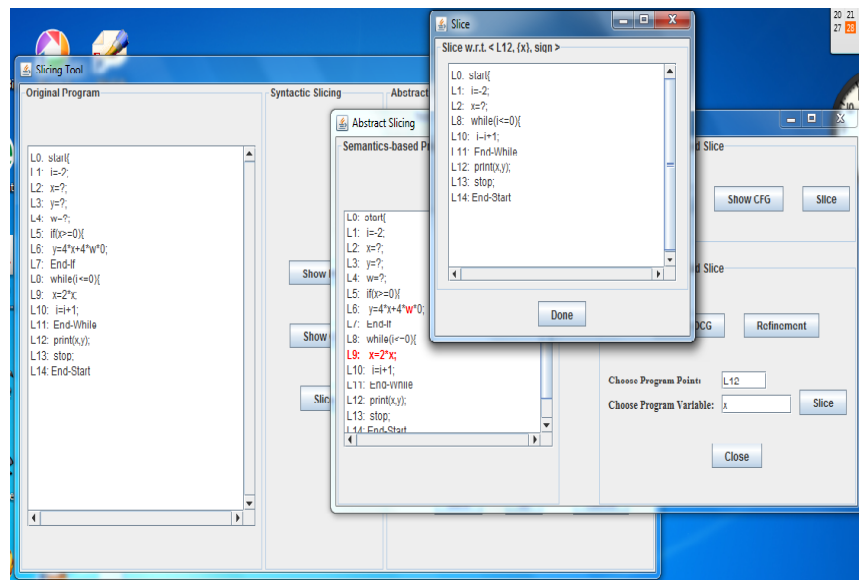 20 21
27 28
Slicing Tool
Original Program
Syntactic Slicing
Abstract
L0. start{
L1: i=-2;
L2: x=?;
L3: y=?;
L4: w=?;
L5: if(x>=0){
L6: y=4*x+4*w*0;
L7: End-If
L8: while(i<=0){
L9: x=2*x;
L10: i=i+1;
L11: End-While
L12: print(x,y);
L13: stop;
L14: End-Start
Show
Show
Slic
Abstract Slicing
Semantics-based Pr
L0: start{
L1: i=-2;
L2: x=?;
L3: y=?;
L4: w=?;
L5: if(x>=0){
L6: y=4*x+4*w*0;
L7: End-If
L8: while(i<=0){
L9: x=2*x;
L10: i=i+1;
L11: End-While
L12: print(x,y);
L13: stop;
L14: End-Start
d Slice
Show CFG
Slice
d Slice
DCG
Refinement
Choose Program Point:
L12
Choose Program Variable:
x
Slice
Close
Slice
Slice w.r.t. < L12, {x}, sign >
L0. start{
L1: i=-2;
L2: x=?;
L8: while(i<=0){
L10: i=i+1;
L11: End-While
L12: print(x,y);
L13: stop;
L14: End-Start
Done